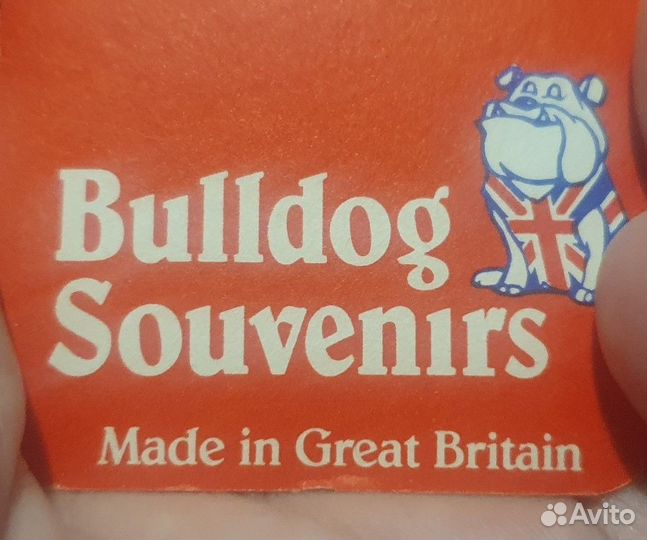 Bulldog
Souvenirs
Made in Great Britain
Avito